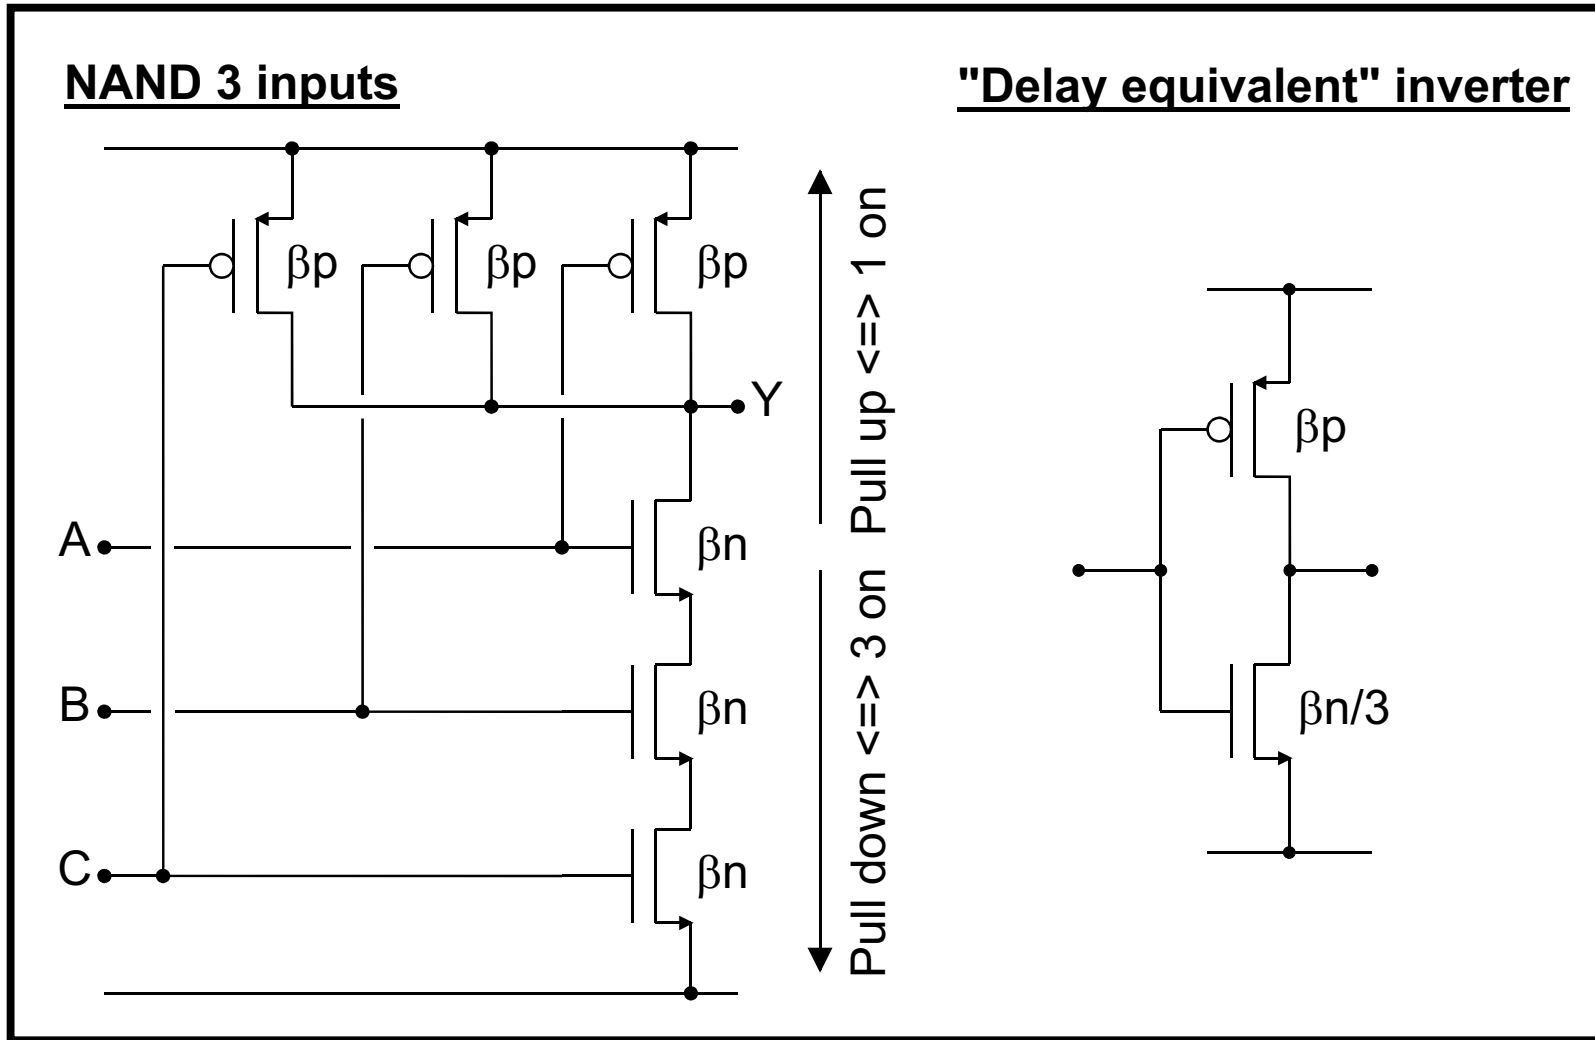 NAND 3 inputs
"Delay equivalent" inverter
βp
βp
βp
Y
A
βn
B
βn
C
βn
Pull up <=> 1 on
Pull down <=> 3 on
βp
βn/3